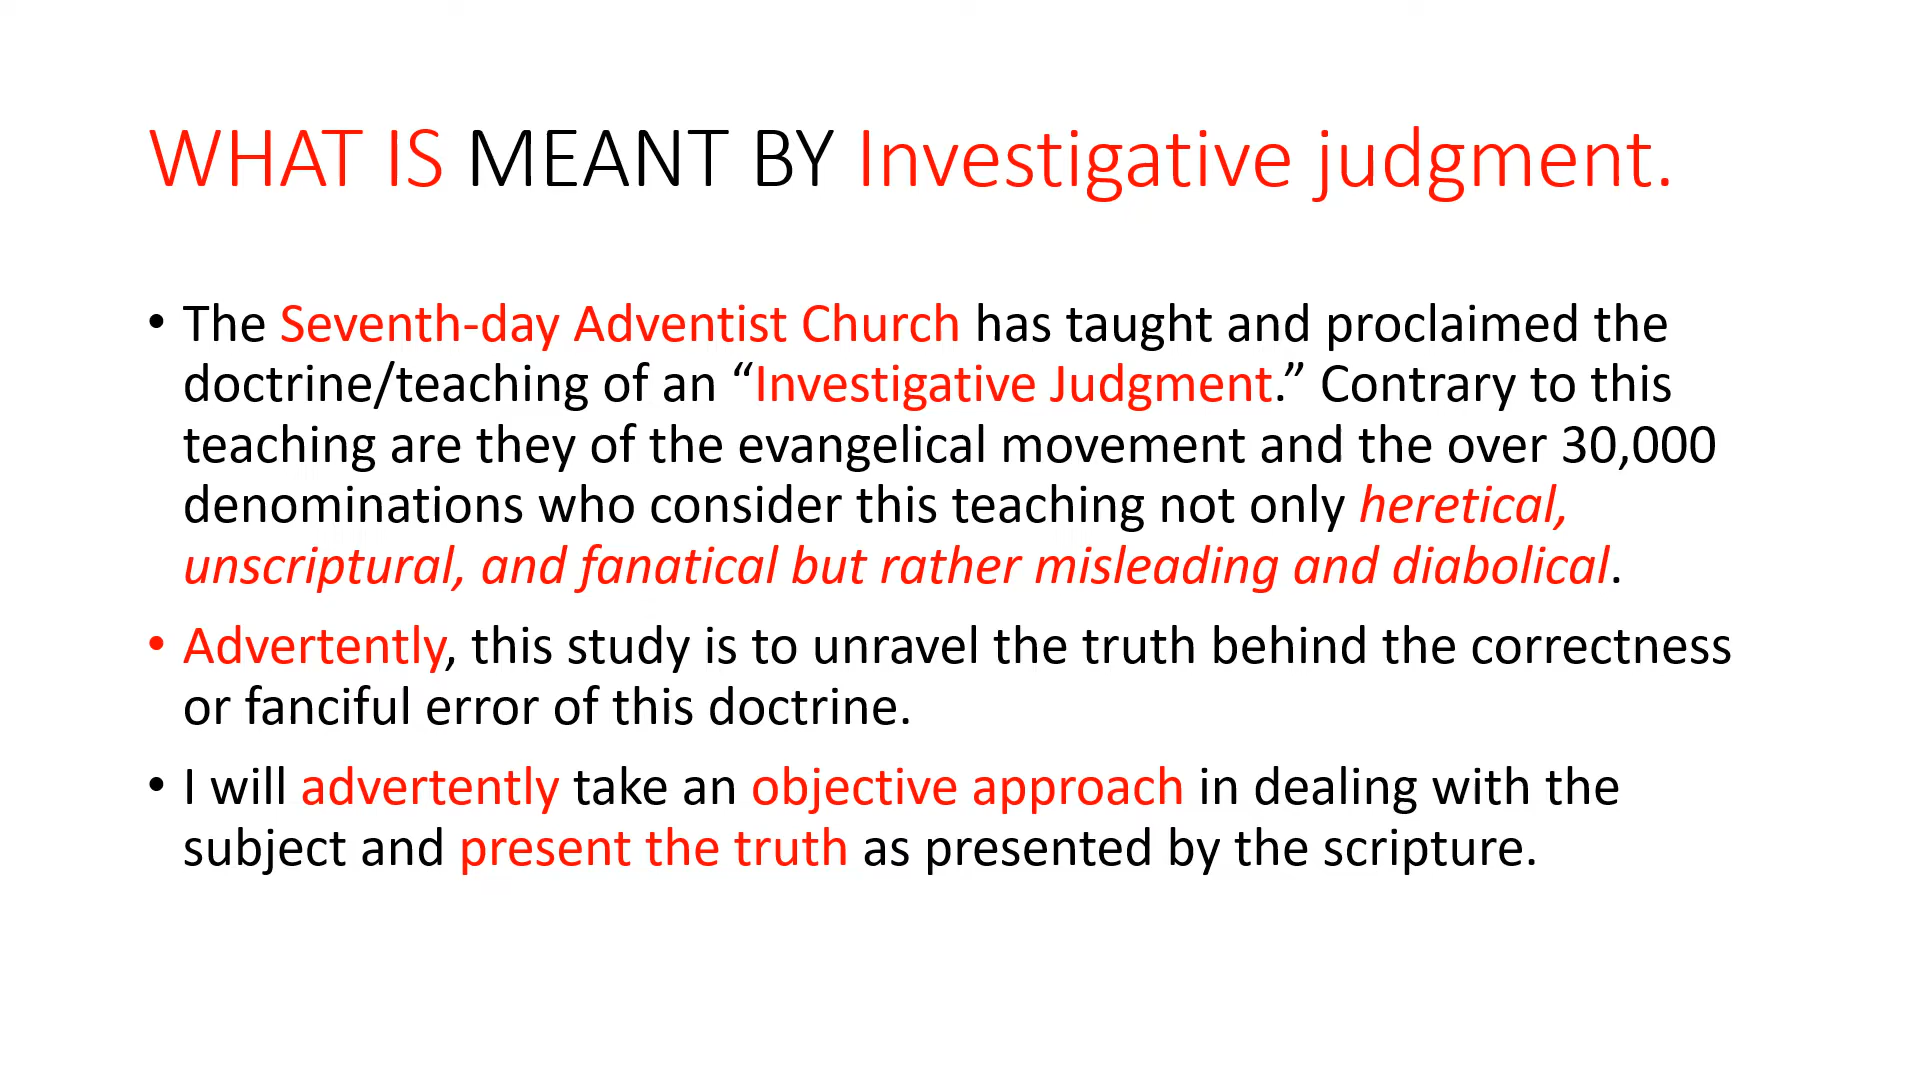 WHAT IS MEANT BY Investigative judgment.
• The Seventh-day Adventist Church has taught and proclaimed the
doctrine/teaching of an “Investigative Judgment.” Contrary to this
teaching are they of the evangelical movement and the over 30,000
denominations who consider this teaching not only heretical,
unscriptural, and fanatical but rather misleading and diabolical.
• Advertently, this study is to unravel the truth behind the correctness
or fanciful error of this doctrine.
• I will advertently take an objective approach in dealing with the
subject and present the truth as presented by the scripture.